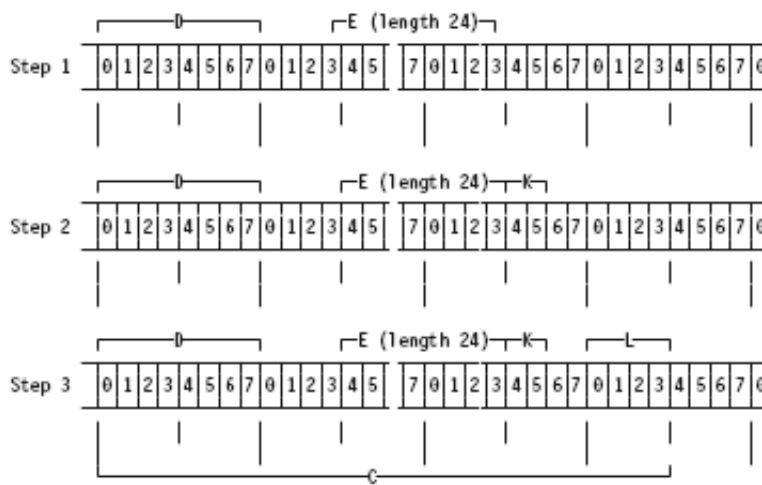 D E (length 24)
Step 1 0 1 2 3 4 5 6 7 0 1 2 3 4 5 7 0 1 2 3 4 5 6 7 0 1 2 3 4 5 6 7 0
D E (length 24) K
Step 2 0 1 2 3 4 5 6 7 0 1 2 3 4 5 7 0 1 2 3 4 5 6 7 0 1 2 3 4 5 6 7 0
D E (length 24) K L
Step 3 0 1 2 3 4 5 6 7 0 1 2 3 4 5 7 0 1 2 3 4 5 6 7 0 1 2 3 4 5 6 7 0
C